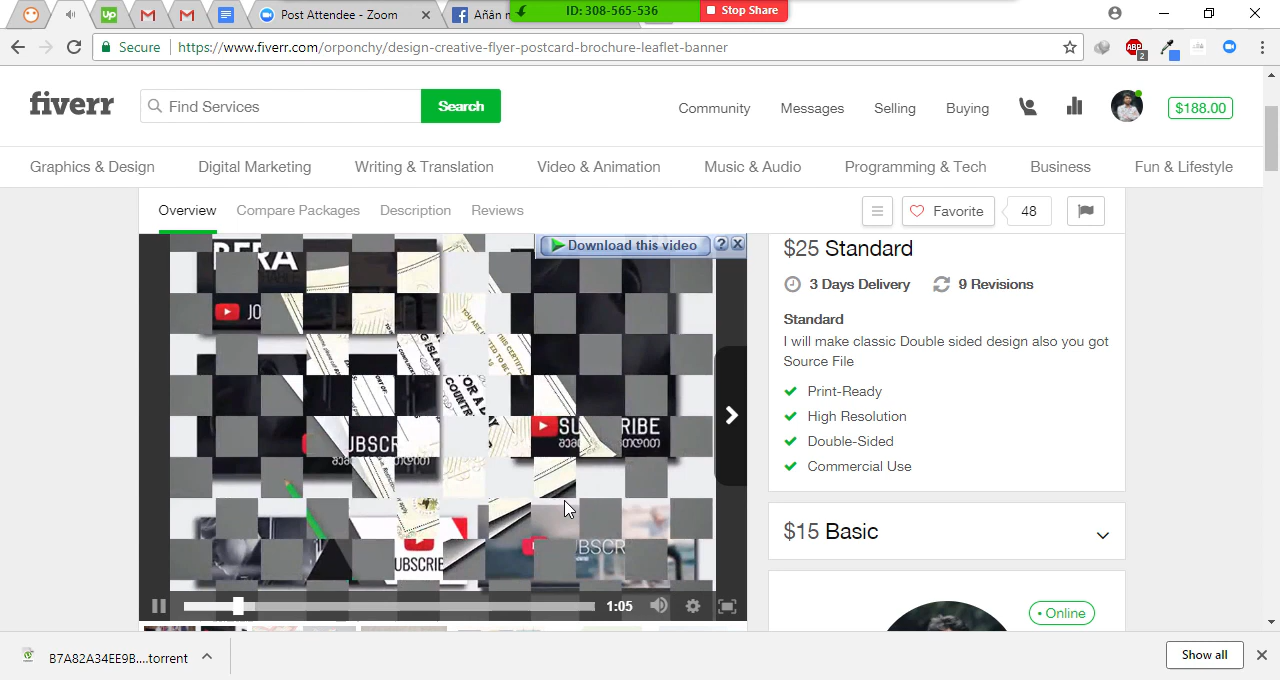 Post Attendee - Zoom
ID: 308-565-536
Stop Share
Secure
https://www.fiverr.com/orponchy/design-creative-flyer-postcard-brochure-leaflet-banner
fiverr
Find Services
Search
Community
Messages
Selling
Buying
$188.00
Graphics & Design
Digital Marketing
Writing & Translation
Video & Animation
Music & Audio
Programming & Tech
Business
Fun & Lifestyle
Overview
Compare Packages
Description
Reviews
Favorite
48
Download this video
$25 Standard
3 Days Delivery
9 Revisions
Standard
I will make classic Double sided design also you got
Source File
Print-Ready
High Resolution
Double-Sided
Commercial Use
$15 Basic
Online
1:05
B7A82A34EE9B....torrent
Show all